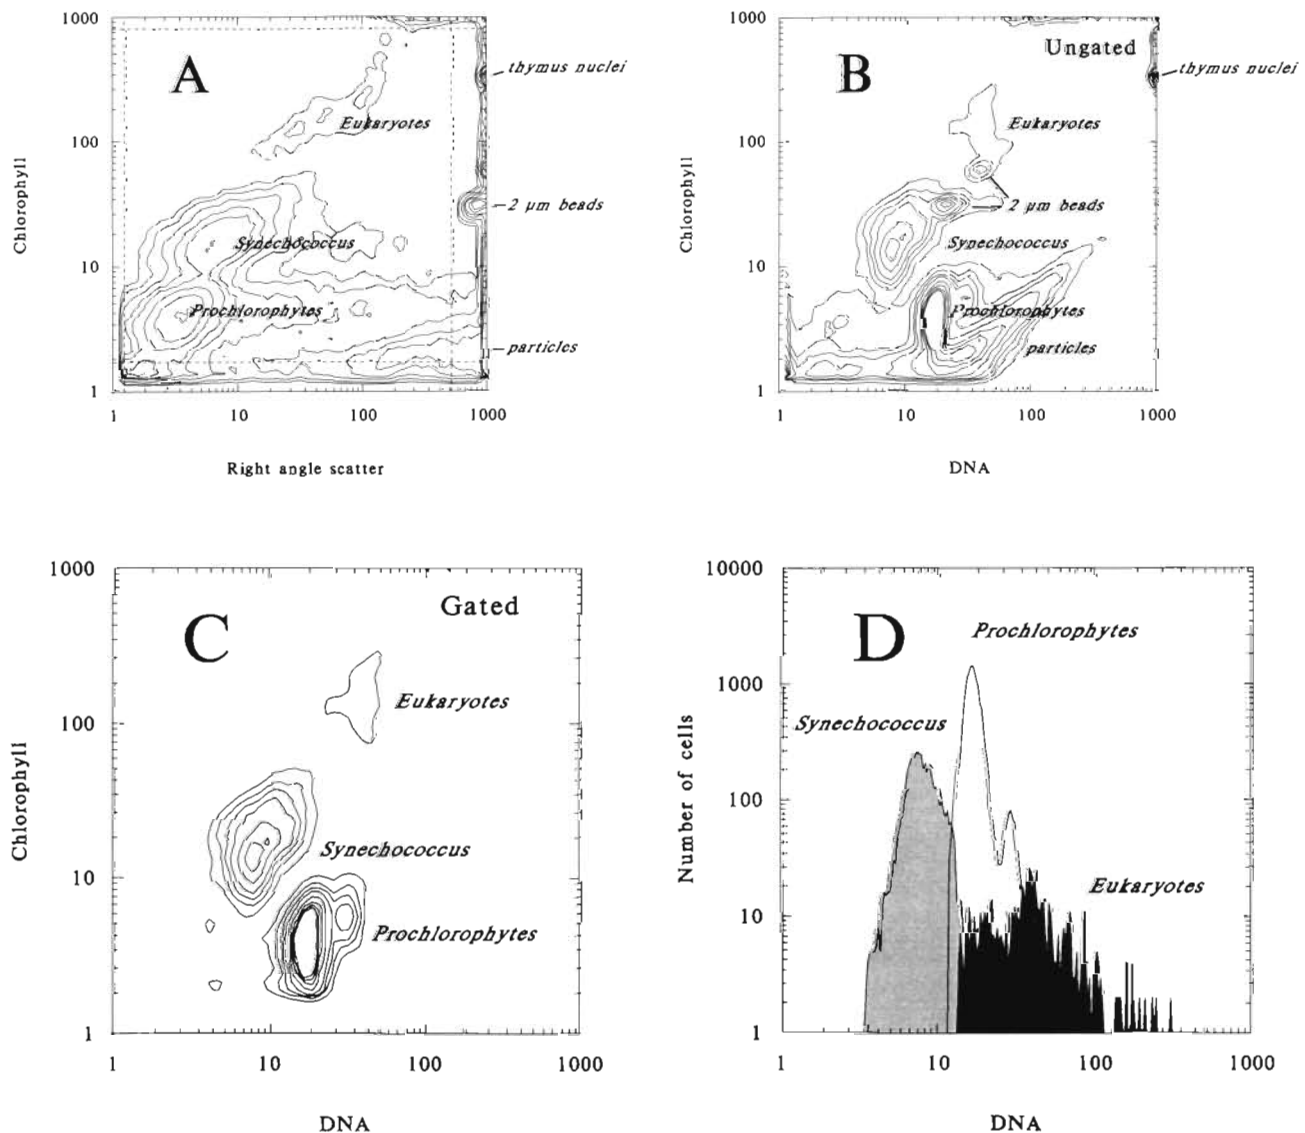 1000
A
thymus nuclei
Eukaryotes
100
Chlorophyll
2 μm beads
Synechococcus
10
Prochlorophytes
particles
1
1 10 100 1000
Right angle scatter
1000
B
Ungated
thymus nuclei
Eukaryotes
100
Chlorophyll
2 μm beads
Synechococcus
10
Prochlorophytes
particles
1
1 10 100 1000
DNA
1000
C
Gated
Eukaryotes
100
Chlorophyll
Synechococcus
10
Prochlorophytes
1
1 10 100 1000
DNA
10000
D
Prochlorophytes
1000
Synechococcus
Number of cells
100
Eukaryotes
10
1
1 10 100 1000
DNA